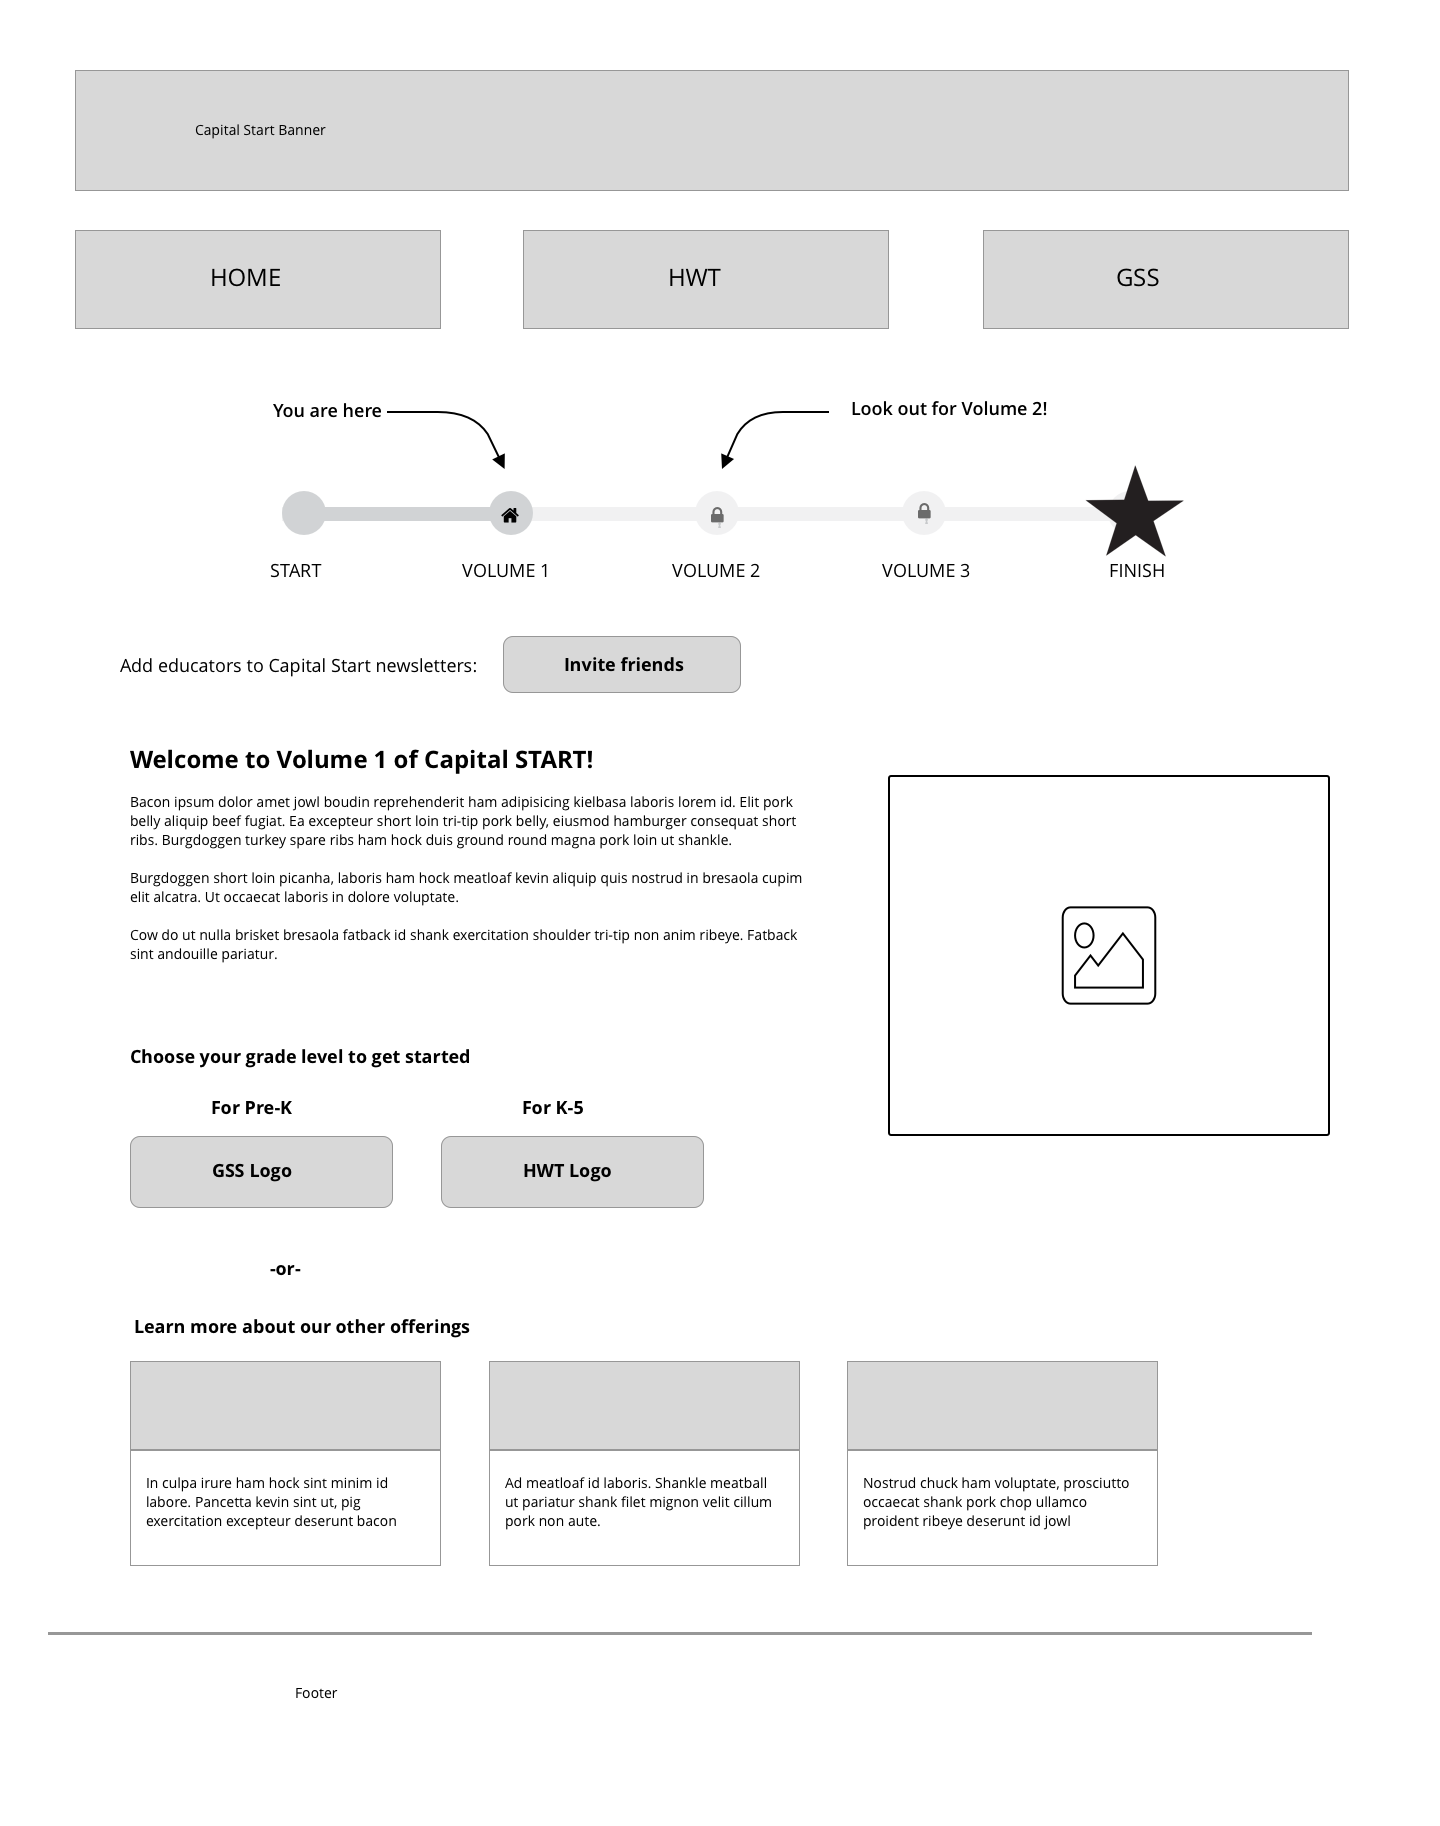 Capital Start Banner
HOME
HWT
GSS
You are here
Look out for Volume 2!
START
VOLUME 1
VOLUME 2
VOLUME 3
FINISH
Add educators to Capital Start newsletters:
Invite friends
Welcome to Volume 1 of Capital START!
Bacon ipsum dolor amet jowl boudin reprehenderit ham adipisicing kielbasa laboris lorem id. Elit pork
belly aliquip beef fugiat. Ea excepteur short loin tri-tip pork belly, eiusmod hamburger consequat short
ribs. Burgdoggen turkey spare ribs ham hock duis ground round magna pork loin ut shankle.
Burgdoggen short loin picanha, laboris ham hock meatloaf kevin aliquip quis nostrud in bresaola cupim
elit alcatra. Ut occaecat laboris in dolore voluptate.
Cow do ut nulla brisket bresaola fatback id shank exercitation shoulder tri-tip non anim ribeye. Fatback
sint andouille pariatur.
Choose your grade level to get started
For Pre-K
For K-5
GSS Logo
HWT Logo
-or-
Learn more about our other offerings
In culpa irure ham hock sint minim id
labore. Pancetta kevin sint ut, pig
exercitation excepteur deserunt bacon
Ad meatloaf id laboris. Shankle meatball
ut pariatur shank filet mignon velit cillum
pork non aute.
Nostrud chuck ham voluptate, prosciutto
occaecat shank pork chop ullamco
proident ribeye deserunt id jowl
Footer